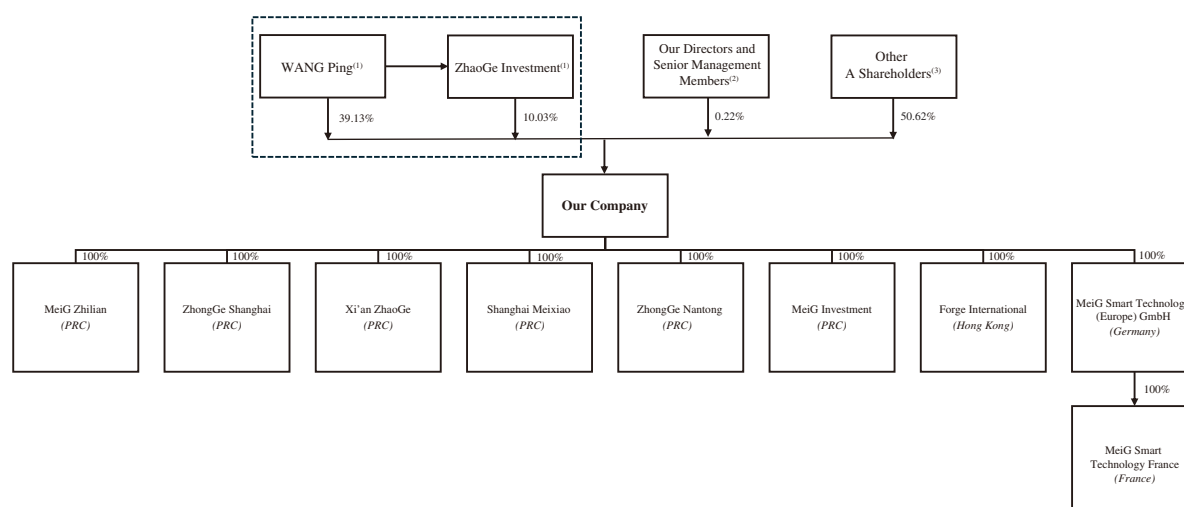 WANG Ping(1)
ZhaoGe Investment(1)
Our Directors and
Senior Management
Members(2)
Other
A Shareholders(3)
39.13%
10.03%
0.22%
50.62%
Our Company
100%
100%
100%
100%
100%
100%
100%
100%
MeiG Zhilian
(PRC)
ZhongGe Shanghai
(PRC)
Xi'an ZhaoGe
(PRC)
Shanghai Meixiao
(PRC)
ZhongGe Nantong
(PRC)
MeiG Investment
(PRC)
Forge International
(Hong Kong)
MeiG Smart Technology
(Europe) GmbH
(Germany)
100%
MeiG Smart
Technology France
(France)